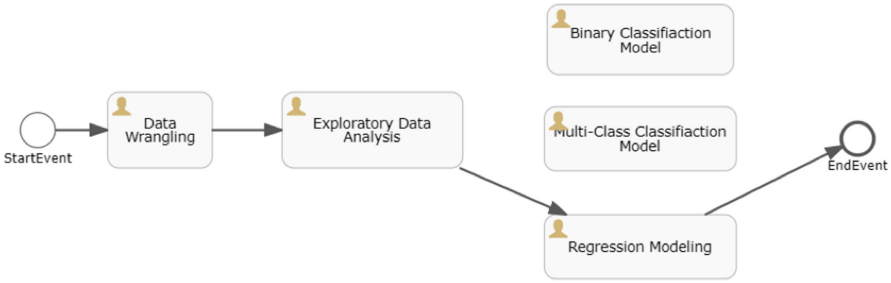 StartEvent
Data
Wrangling
Exploratory Data
Analysis
Binary Classifiaction
Model
Multi-Class Classifiaction
Model
Regression Modeling
EndEvent